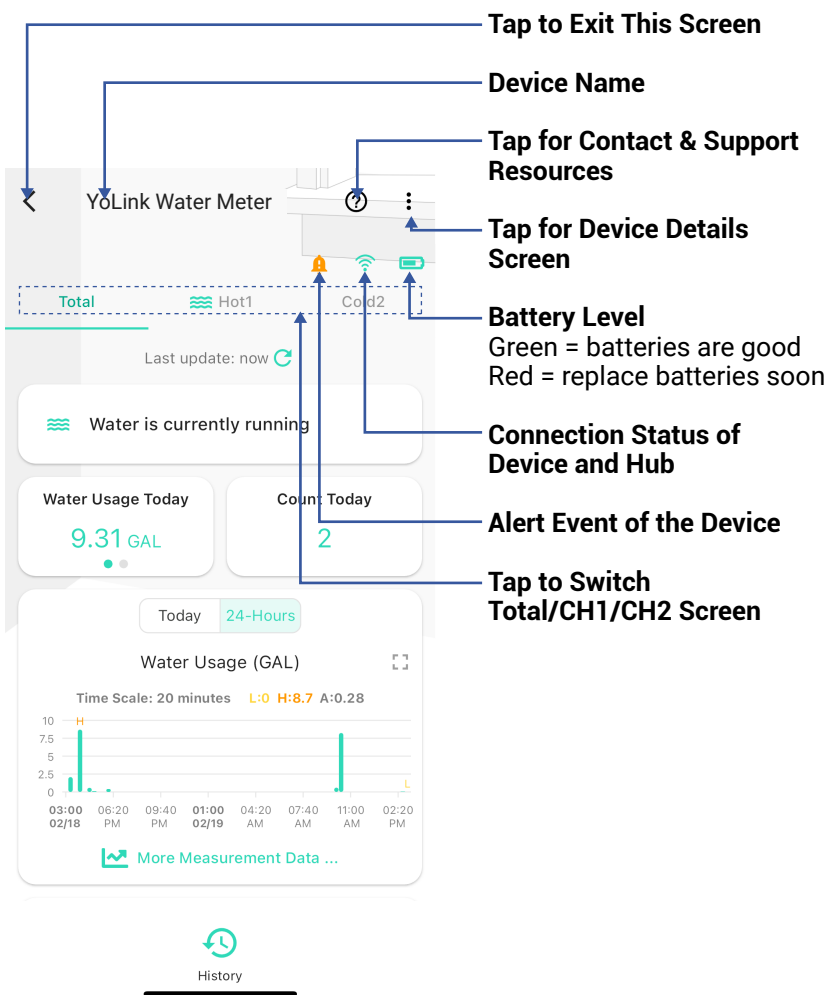 Tap to Exit This Screen
Device Name
Tap for Contact & Support
Resources
YoLink Water Meter
Tap for Device Details
Screen
Total
Hot1
Cold2
Battery Level
Green = batteries are good
Red = replace batteries soon
Last update: now
Water is currently running
Connection Status of
Device and Hub
Water Usage Today
Count Today
Alert Event of the Device
9.31 GAL
2
Tap to Switch
Total/CH1/CH2 Screen
Today
24-Hours
Water Usage (GAL)
Time Scale: 20 minutes L:0 H:8.7 A:0.28
10
H
7.5
5
2.5
L
0
03:00 06:20 09:40 01:00 04:20 07:40 11:00 02:20
02/18 PM PM 02/19 AM AM AM PM
More Measurement Data ...
History